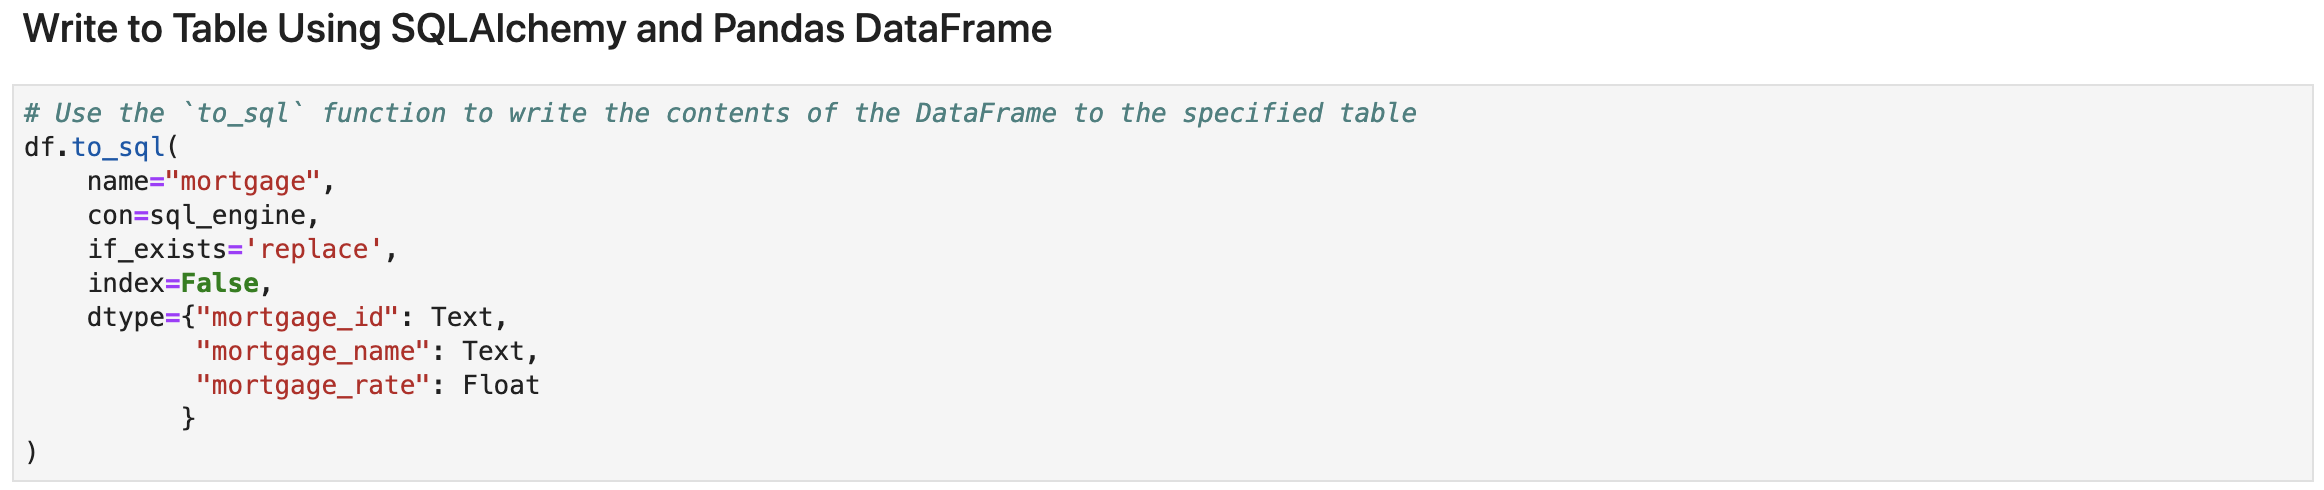 Write to Table Using SQLAlchemy and Pandas DataFrame
# Use the `to_sql` function to write the contents of the DataFrame to the specified table
df.to_sql(
    name="mortgage",
    con=sql_engine,
    if_exists='replace',
    index=False,
    dtype={"mortgage_id": Text,
           "mortgage_name": Text,
           "mortgage_rate": Float
          }
)